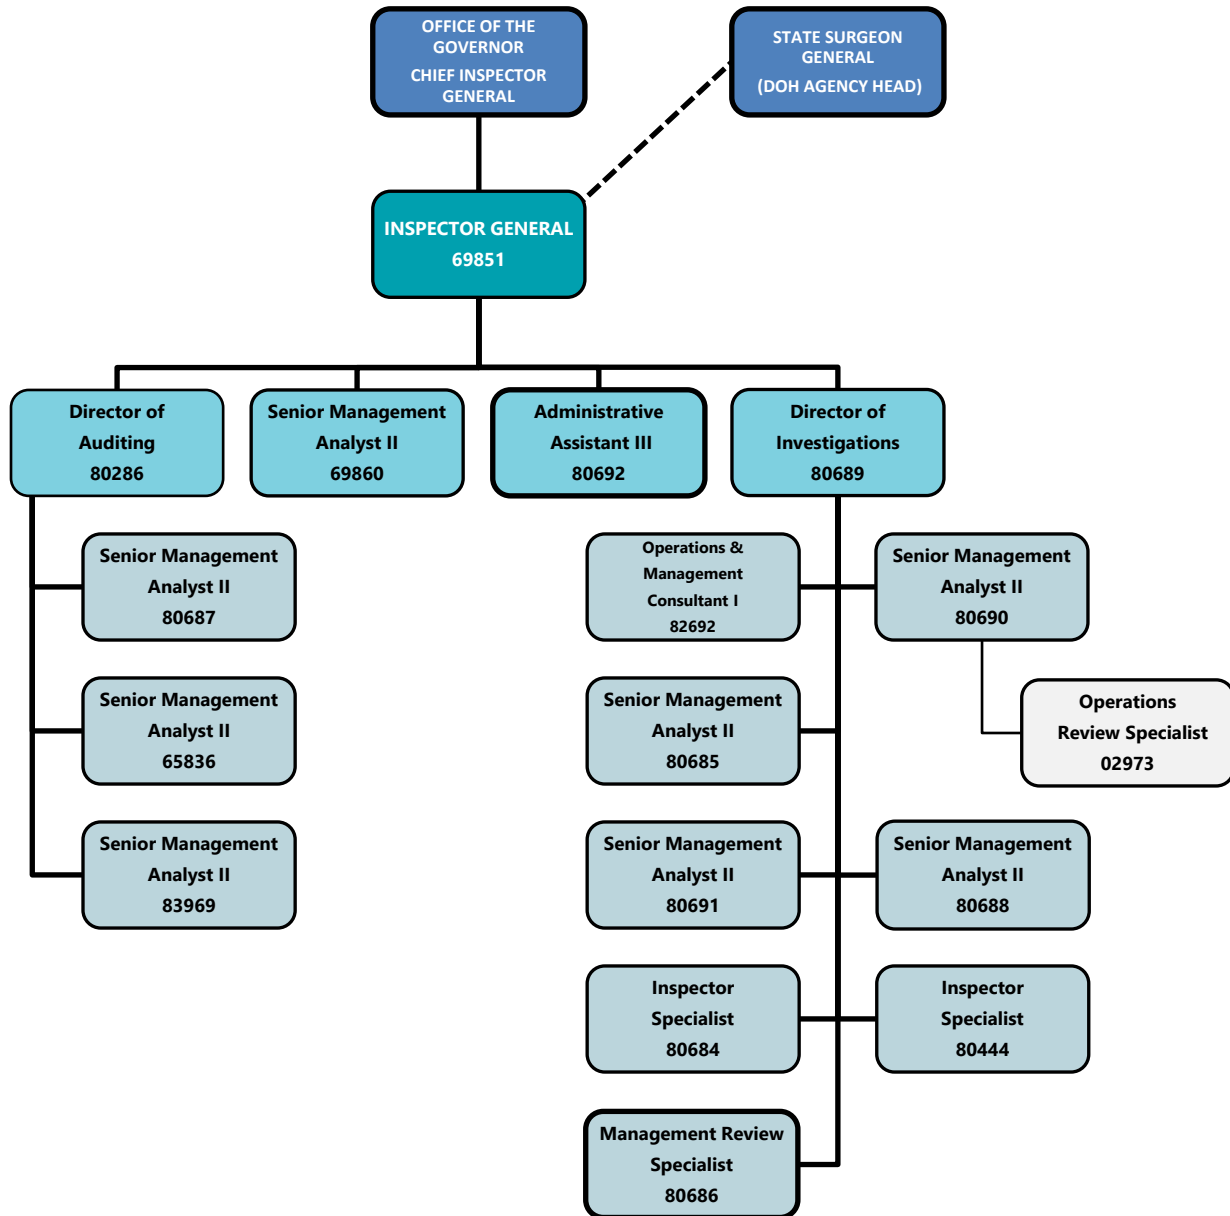 OFFICE OF THE
GOVERNOR
CHIEF INSPECTOR
GENERAL
STATE SURGEON
GENERAL
(DOH AGENCY HEAD)
INSPECTOR GENERAL
69851
Director of
Auditing
80286
Senior Management
Analyst II
69860
Administrative
Assistant III
80692
Director of
Investigations
80689
Senior Management
Analyst II
80687
Operations &
Management
Consultant I
82692
Senior Management
Analyst II
80690
Senior Management
Analyst II
65836
Senior Management
Analyst II
80685
Operations
Review Specialist
02973
Senior Management
Analyst II
83969
Senior Management
Analyst II
80691
Senior Management
Analyst II
80688
Inspector
Specialist
80684
Inspector
Specialist
80444
Management Review
Specialist
80686